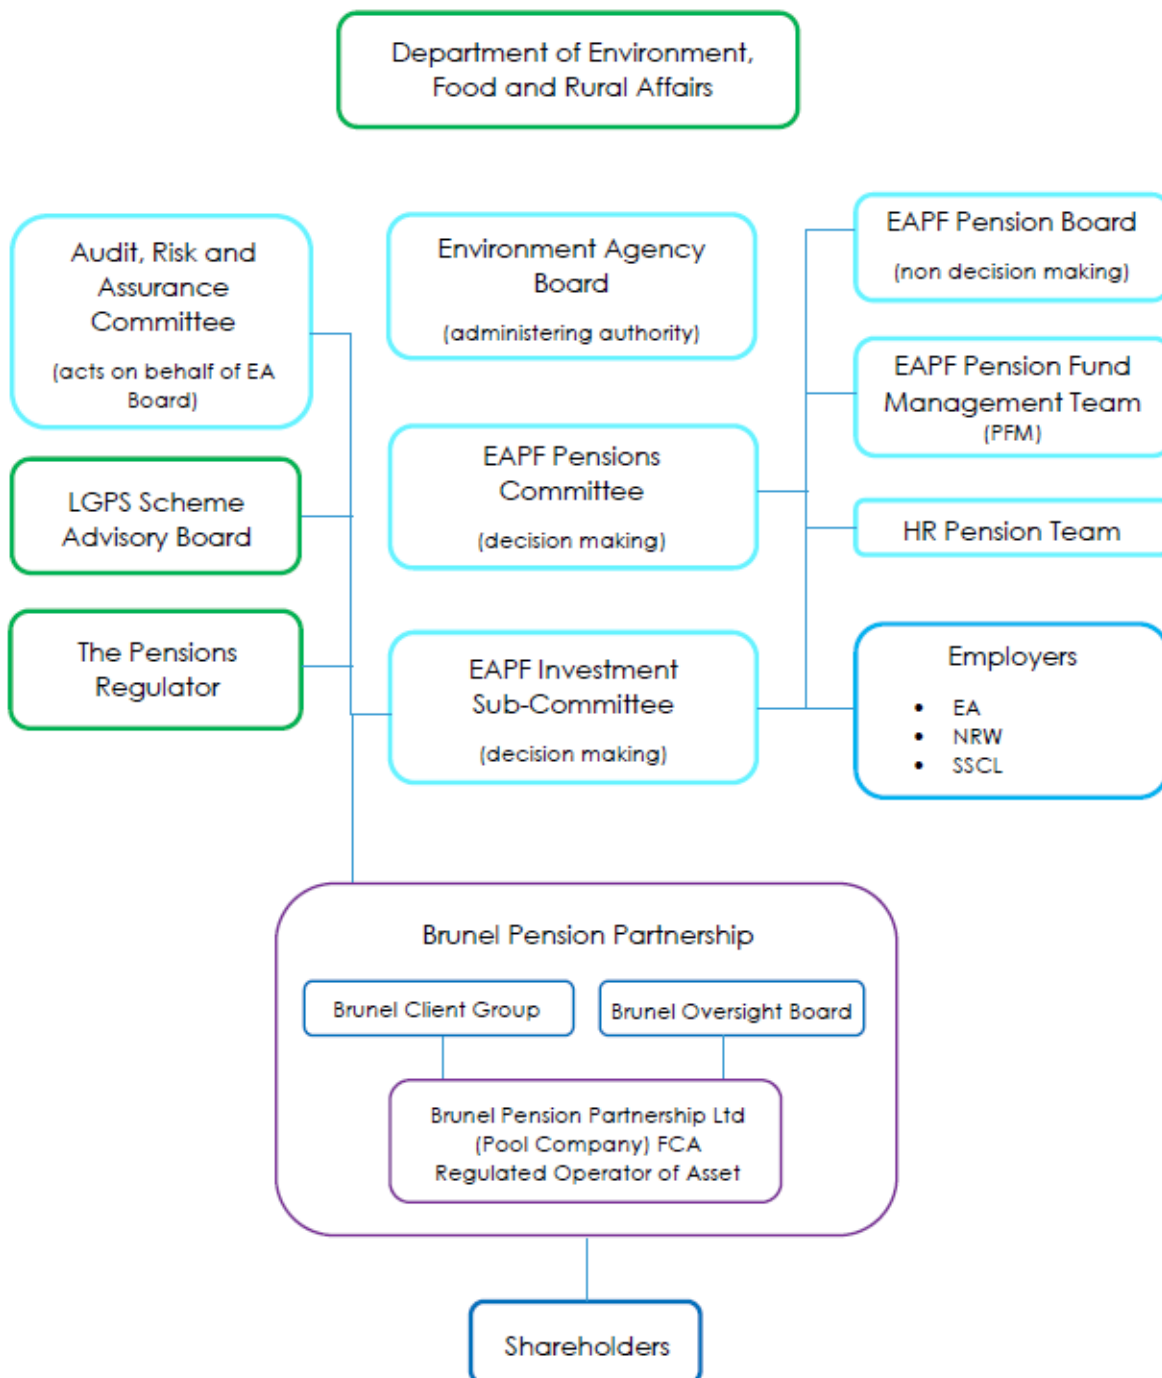 Department of Environment,
Food and Rural Affairs
Audit, Risk and
Assurance
Committee
(acts on behalf of EA
Board)
Environment Agency
Board
(administering authority)
EAPF Pension Board
(non decision making)
EAPF Pension Fund
Management Team
(PFM)
LGPS Scheme
Advisory Board
EAPF Pensions
Committee
(decision making)
HR Pension Team
The Pensions
Regulator
EAPF Investment
Sub-Committee
(decision making)
Employers
• EA
• NRW
• SSCL
Brunel Pension Partnership
Brunel Client Group
Brunel Oversight Board
Brunel Pension Partnership Ltd
(Pool Company) FCA
Regulated Operator of Asset
Shareholders